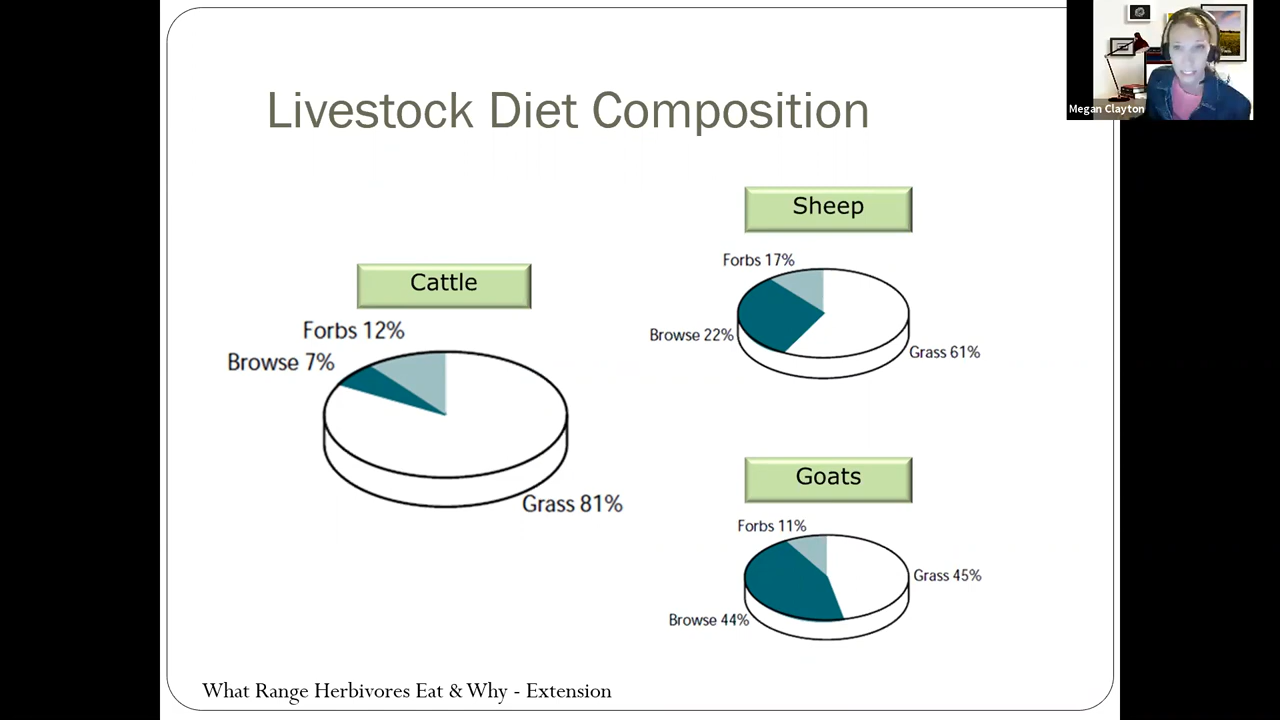 Livestock Diet Composition
Megan Clayton
Cattle
Forbs 12%
Browse 7%
Grass 81%
Sheep
Forbs 17%
Browse 22%
Grass 61%
Goats
Forbs 11%
Grass 45%
Browse 44%
What Range Herbivores Eat & Why - Extension